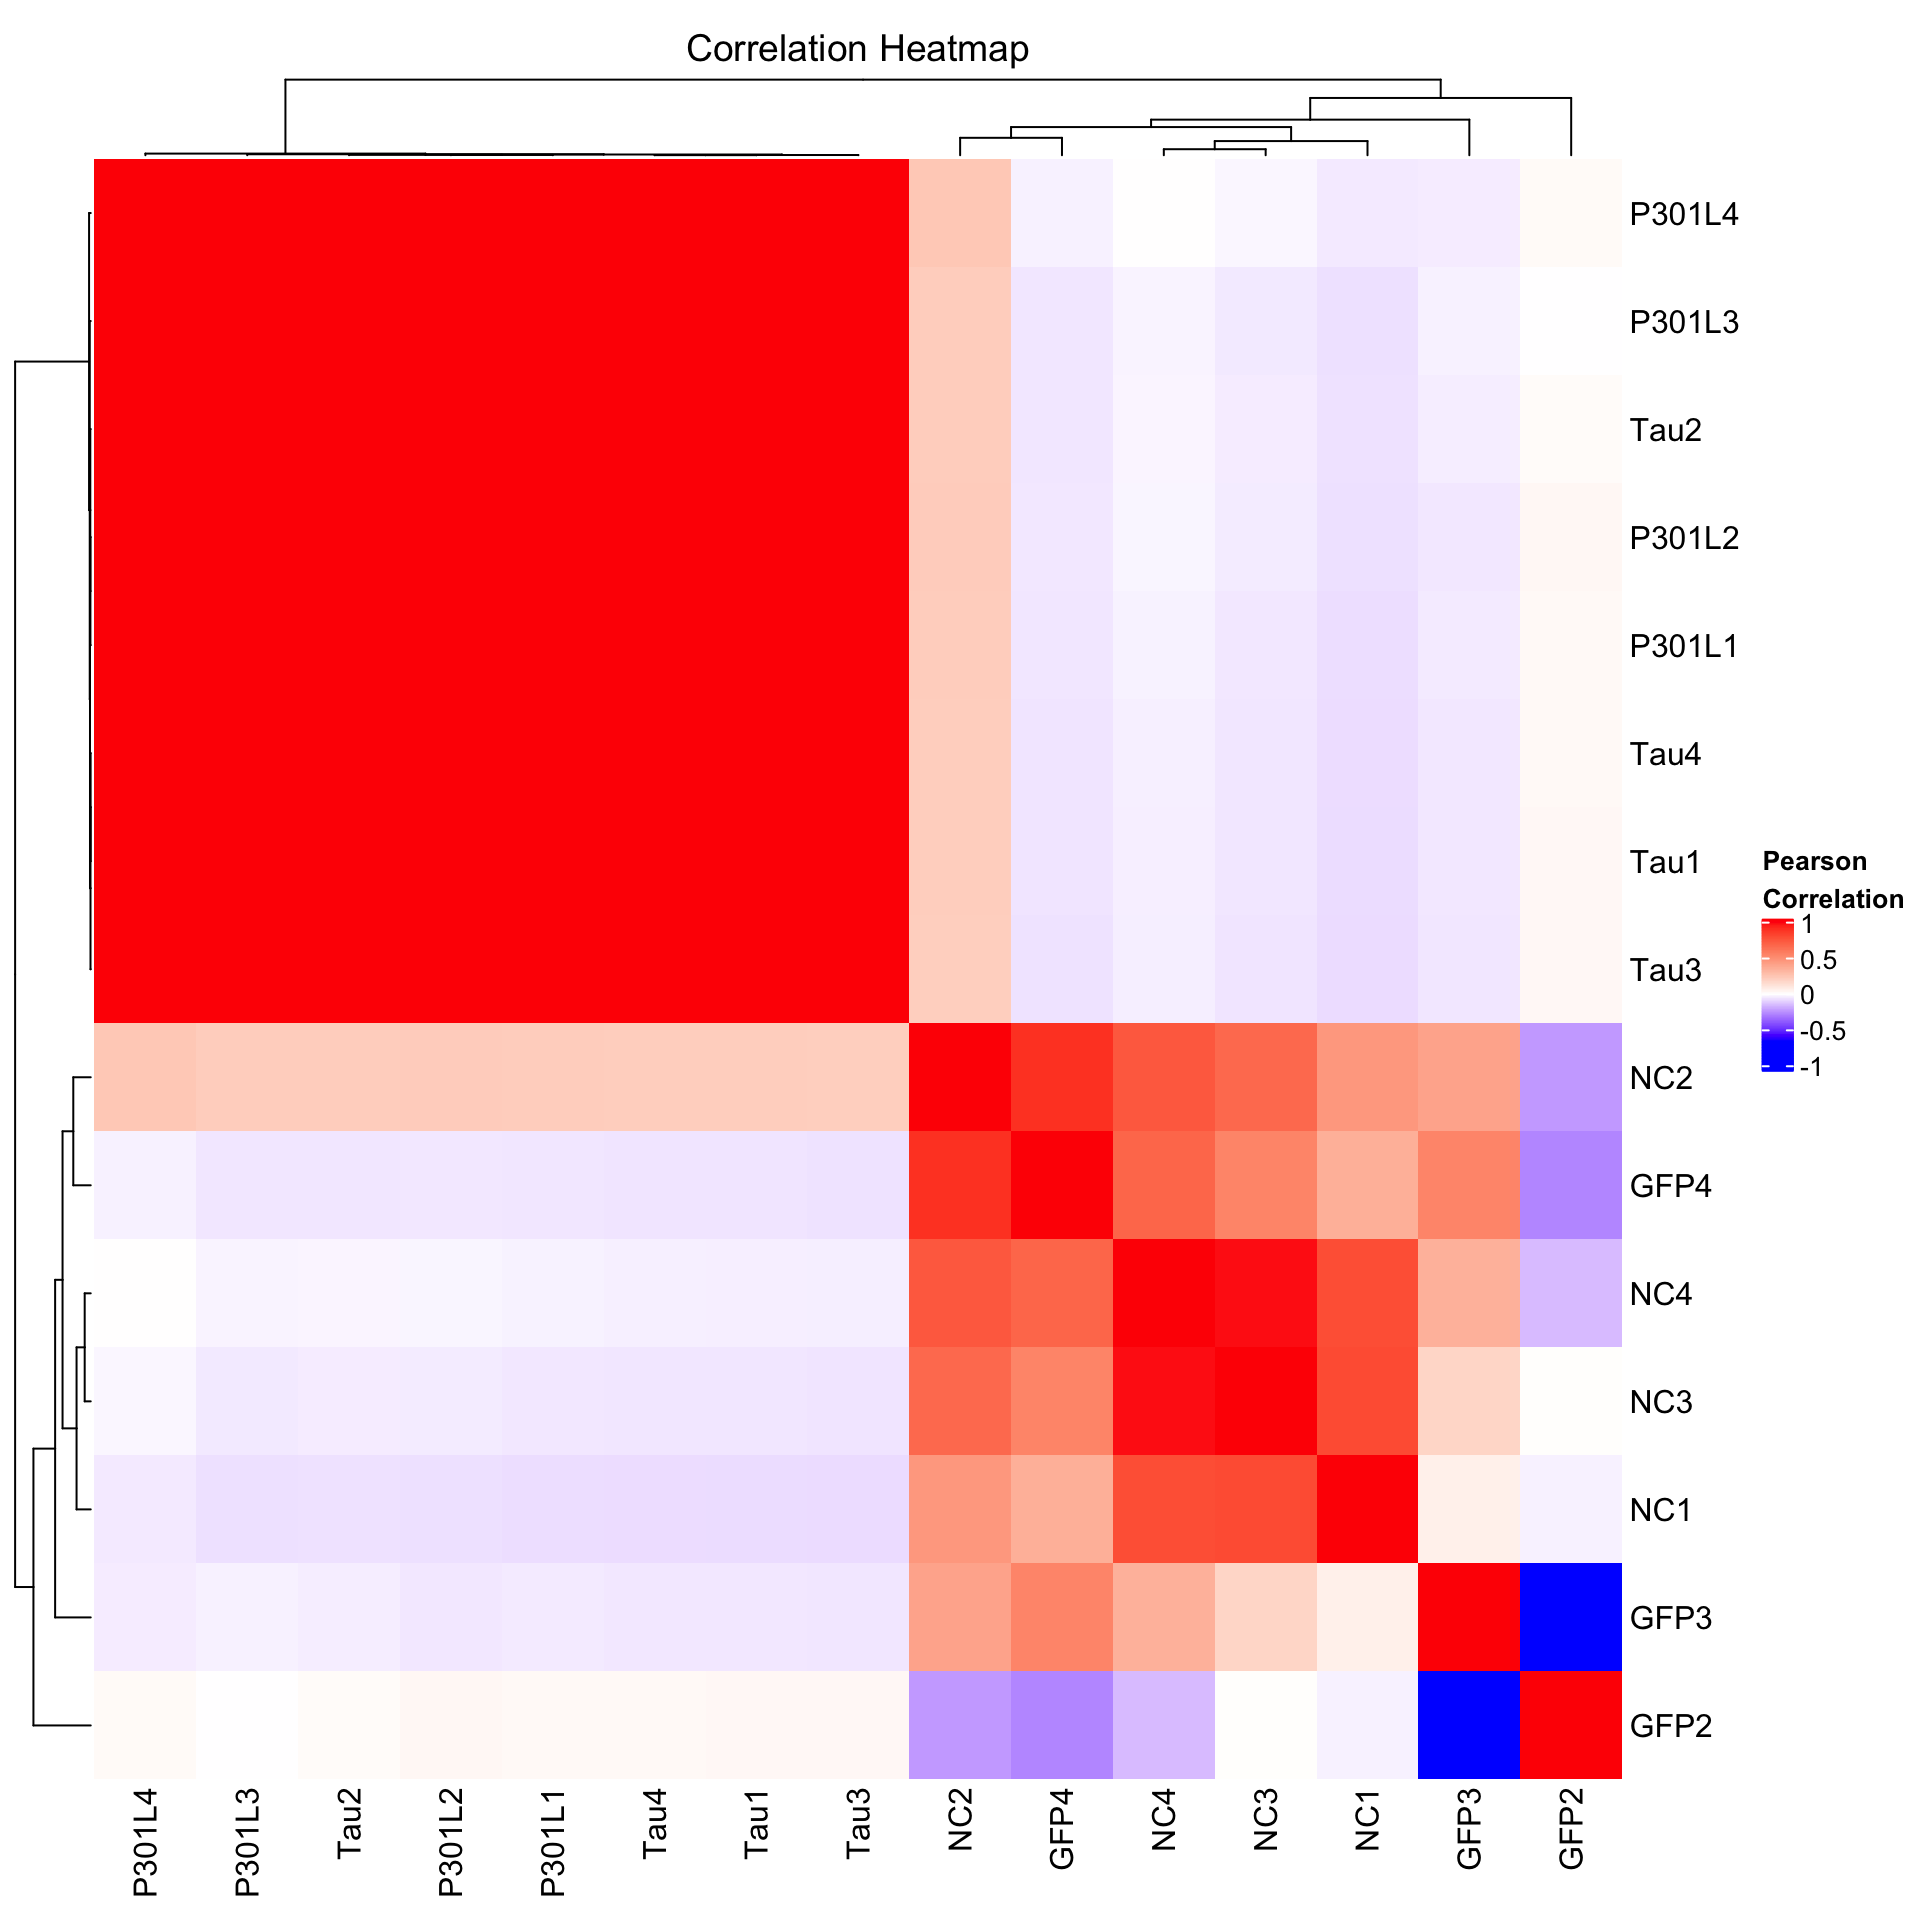 Correlation Heatmap
P301L4
P301L3
Tau2
P301L2
P301L1
Tau4
Tau1
Tau3
NC2
GFP4
NC4
NC3
NC1
GFP3
GFP2
Pearson
Correlation
1
0.5
0
-0.5
-1
P301L4
P301L3
Tau2
P301L2
P301L1
Tau4
Tau1
Tau3
NC2
GFP4
NC4
NC3
NC1
GFP3
GFP2